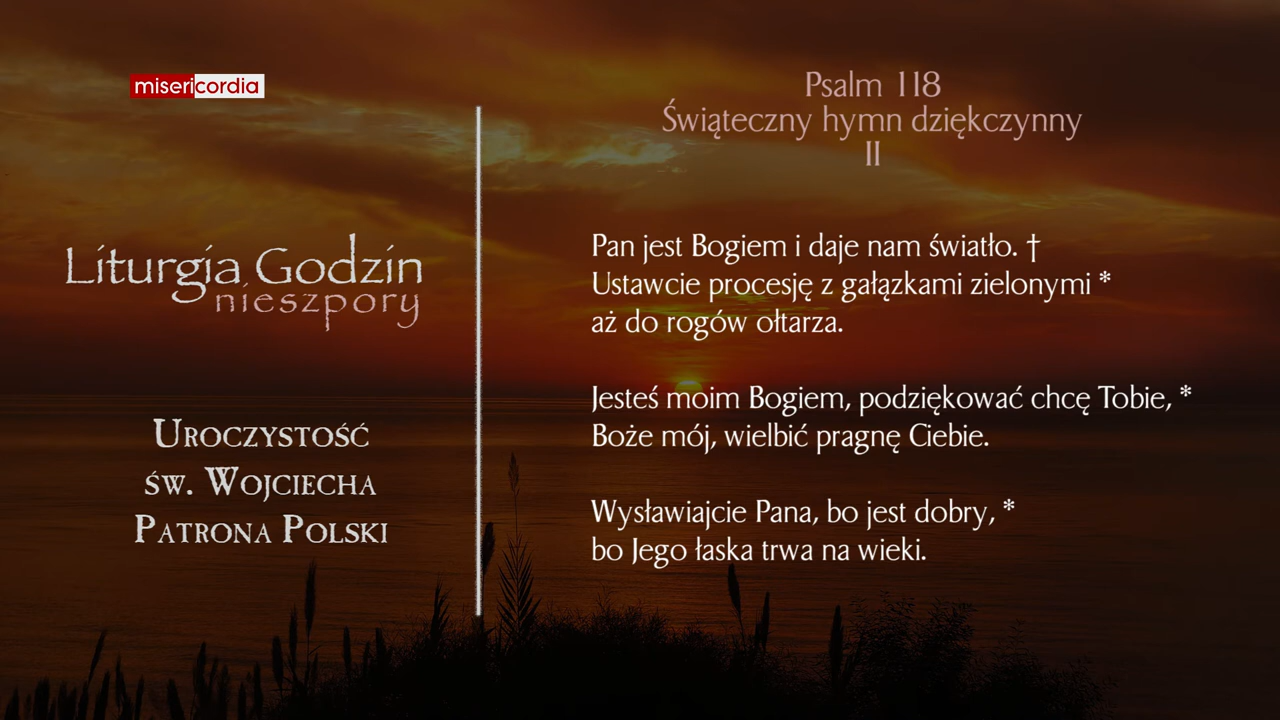 misericordia
Liturgia Godzin
nieszpory
Uroczystość
św. Wojciecha
Patrona Polski
Psalm 118
Świąteczny hymn dziękczynny
II
Pan jest Bogiem i daje nam światło. †
Ustawcie procesję z gałązkami zielonymi *
aż do rogów ołtarza.
Jesteś moim Bogiem, podziękować chcę Tobie, *
Boże mój, wielbić pragnę Ciebie.
Wysławiajcie Pana, bo jest dobry, *
bo Jego łaska trwa na wieki.